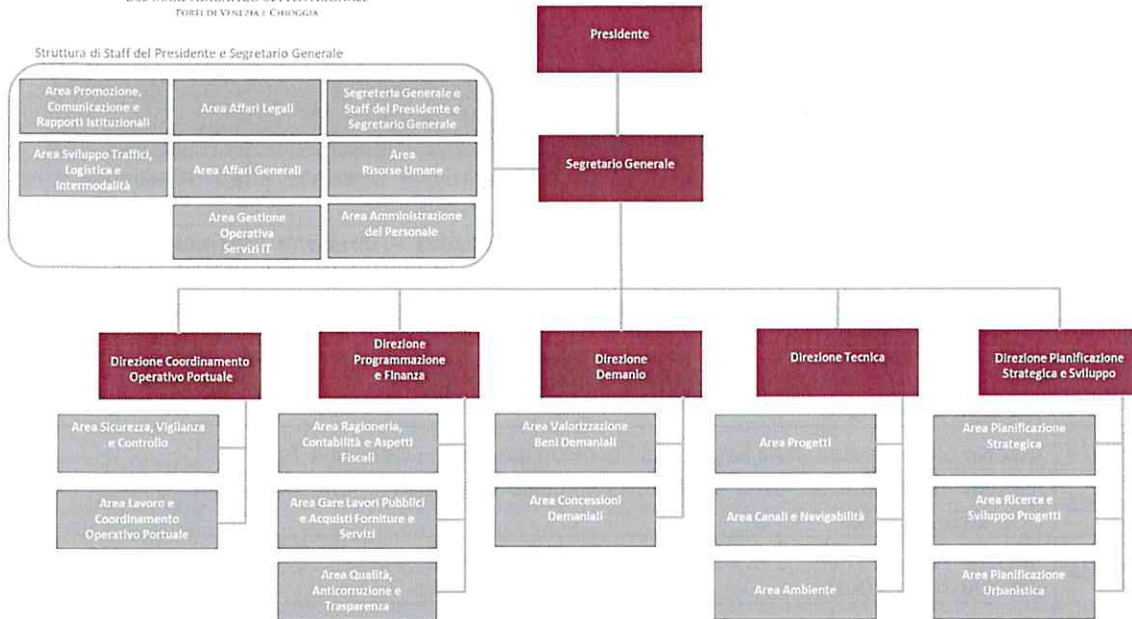 PORTI DI VENEZIA E CHIOGGIA
Struttura di Staff del Presidente e Segretario Generale
Presidente
Area Promozione,
Comunicazione e
Rapporti Istituzionali
Area Affari Legali
Segreteria Generale e
Staff del Presidente e
Segretario Generale
Area Sviluppo Traffici,
Logistica e
Intermodalità
Area Affari Generali
Area
Risorse Umane
Segretario Generale
Area Gestione
Operativa
Servizi IT
Area Amministrazione
del Personale
Direzione Coordinamento
Operativo Portuale
Direzione
Programmazione
e Finanza
Direzione
Demanio
Direzione Tecnica
Direzione Pianificazione
Strategica e Sviluppo
Area Sicurezza, Vigilanza
e Controllo
Area Ragioneria,
Contabilità e Aspetti
Fiscali
Area Valorizzazione
Beni Demaniali
Area Progetti
Area Pianificazione
Strategica
Area Lavoro e
Coordinamento
Operativo Portuale
Area Gare Lavori Pubblici
e Acquisti Forniture e
Servizi
Area Concessioni
Demaniali
Area Canali e Navigabilità
Area Ricerca e
Sviluppo Progetti
Area Qualità,
Anticorruzione e
Trasparenza
Area Ambiente
Area Pianificazione
Urbanistica